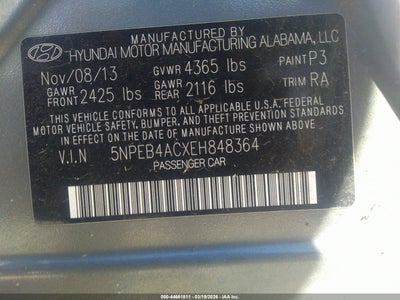 MANUFACTURED BY
HYUNDAI MOTOR MANUFACTURING ALABAMA, LLC
Nov/08/13 GVWR 4365 lbs PAINT P3
GAWR FRONT 2425 lbs GAWR REAR 2116 lbs TRIM RA
THIS VEHICLE CONFORMS TO ALL APPLICABLE U.S. FEDERAL
MOTOR VEHICLE SAFETY, BUMPER, AND THEFT PREVENTION STANDARDS
IN EFFECT ON THE DATE OF MANUFACTURE SHOWN ABOVE.
V.I.N 5NPEB4ACXEH848364
PASSENGER CAR
000-44661811 - 03/19/2026 - IAAI.COM